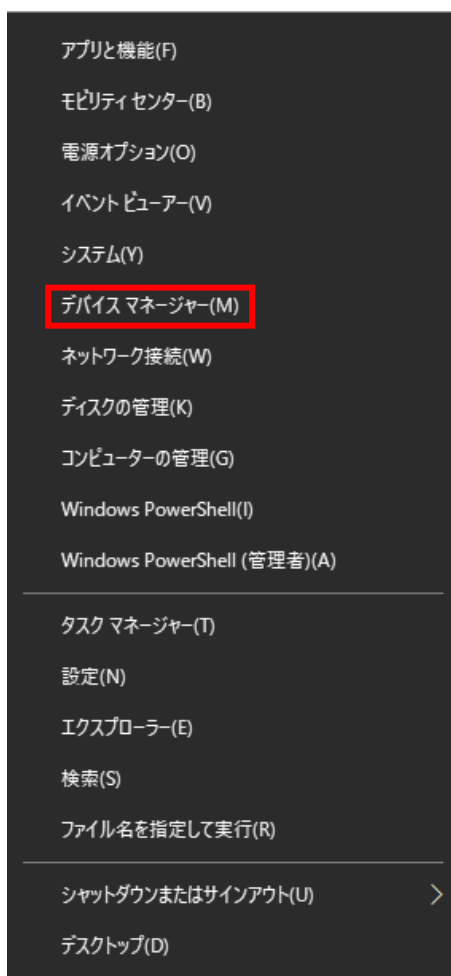 アプリと機能(F)
モビリティ センター(B)
電源オプション(O)
イベント ビューアー(V)
システム(Y)
デバイス マネージャー(M)
ネットワーク接続(W)
ディスクの管理(K)
コンピューターの管理(G)
Windows PowerShell(I)
Windows PowerShell (管理者)(A)
タスク マネージャー(T)
設定(N)
エクスプローラー(E)
検索(S)
ファイル名を指定して実行(R)
シャットダウンまたはサインアウト(U)
デスクトップ(D)